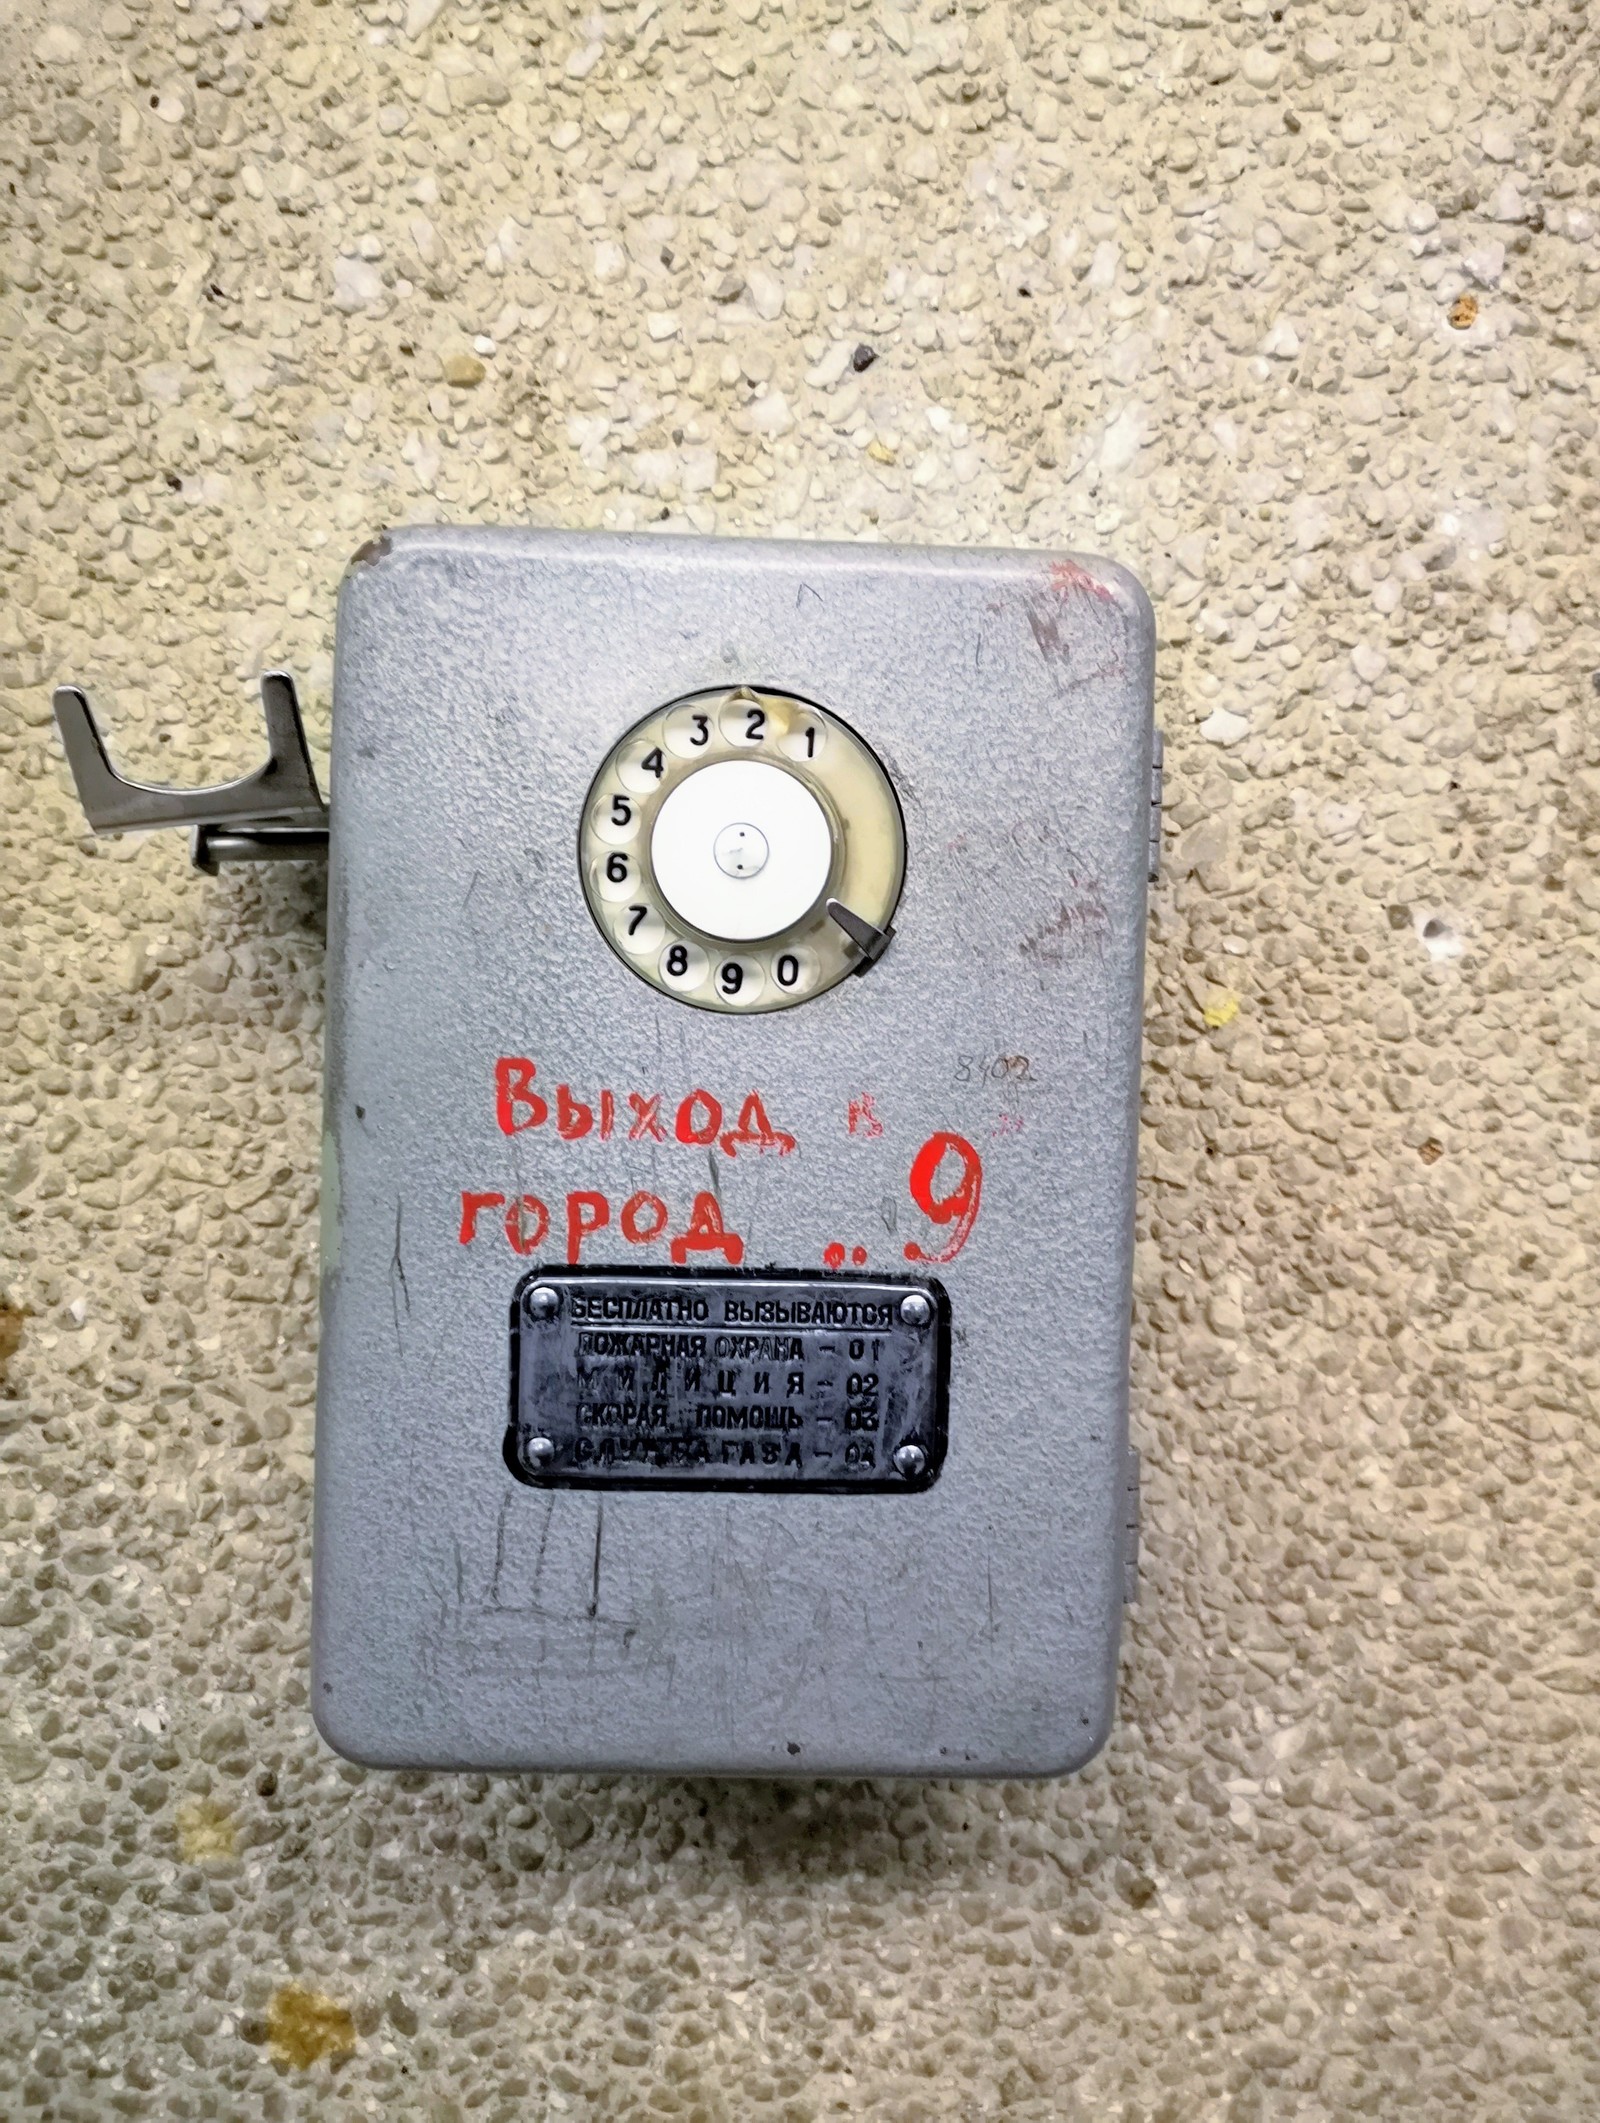 3 2 1
4
5
6
7
8 9 0
8402
Выход в
город .. 9
БЕСПЛАТНО ВЫЗЫВАЮТСЯ
ПОЖАРНАЯ ОХРАНА – 01
МИЛИЦИЯ – 02
СКОРАЯ ПОМОЩЬ – 03
СЛУЖБА ГАЗА – 04